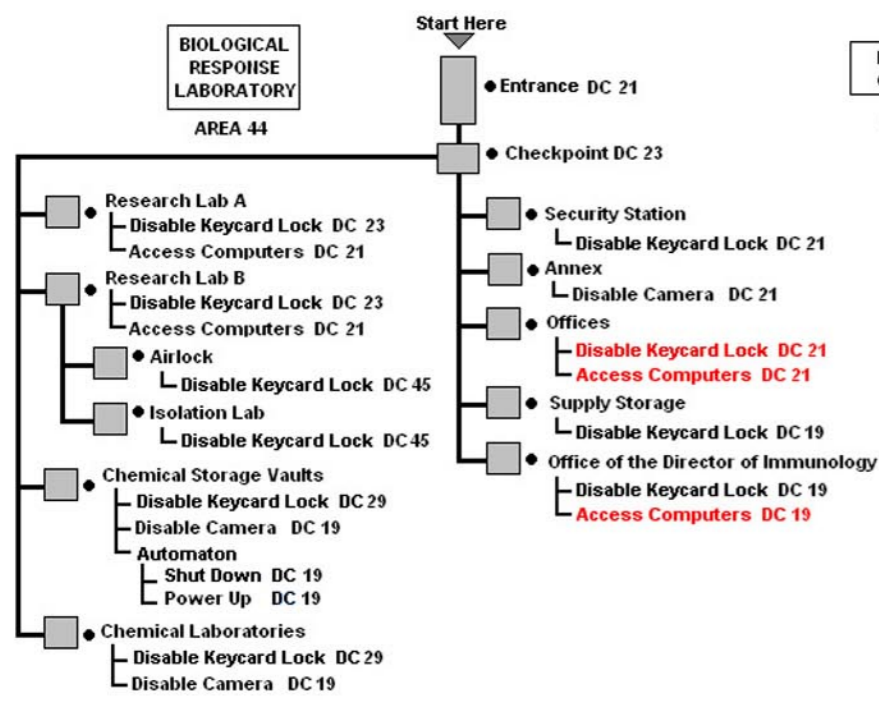 Start Here
BIOLOGICAL
RESPONSE
LABORATORY
AREA 44
Entrance DC 21
Checkpoint DC 23
Research Lab A
Disable Keycard Lock DC 23
Access Computers DC 21
Research Lab B
Disable Keycard Lock DC 23
Access Computers DC 21
Airlock
Disable Keycard Lock DC 45
Isolation Lab
Disable Keycard Lock DC 45
Chemical Storage Vaults
Disable Keycard Lock DC 29
Disable Camera DC 19
Automaton
Shut Down DC 19
Power Up DC 19
Chemical Laboratories
Disable Keycard Lock DC 29
Disable Camera DC 19
Security Station
Disable Keycard Lock DC 21
Annex
Disable Camera DC 21
Offices
Disable Keycard Lock DC 21
Access Computers DC 21
Supply Storage
Disable Keycard Lock DC 19
Office of the Director of Immunology
Disable Keycard Lock DC 19
Access Computers DC 19